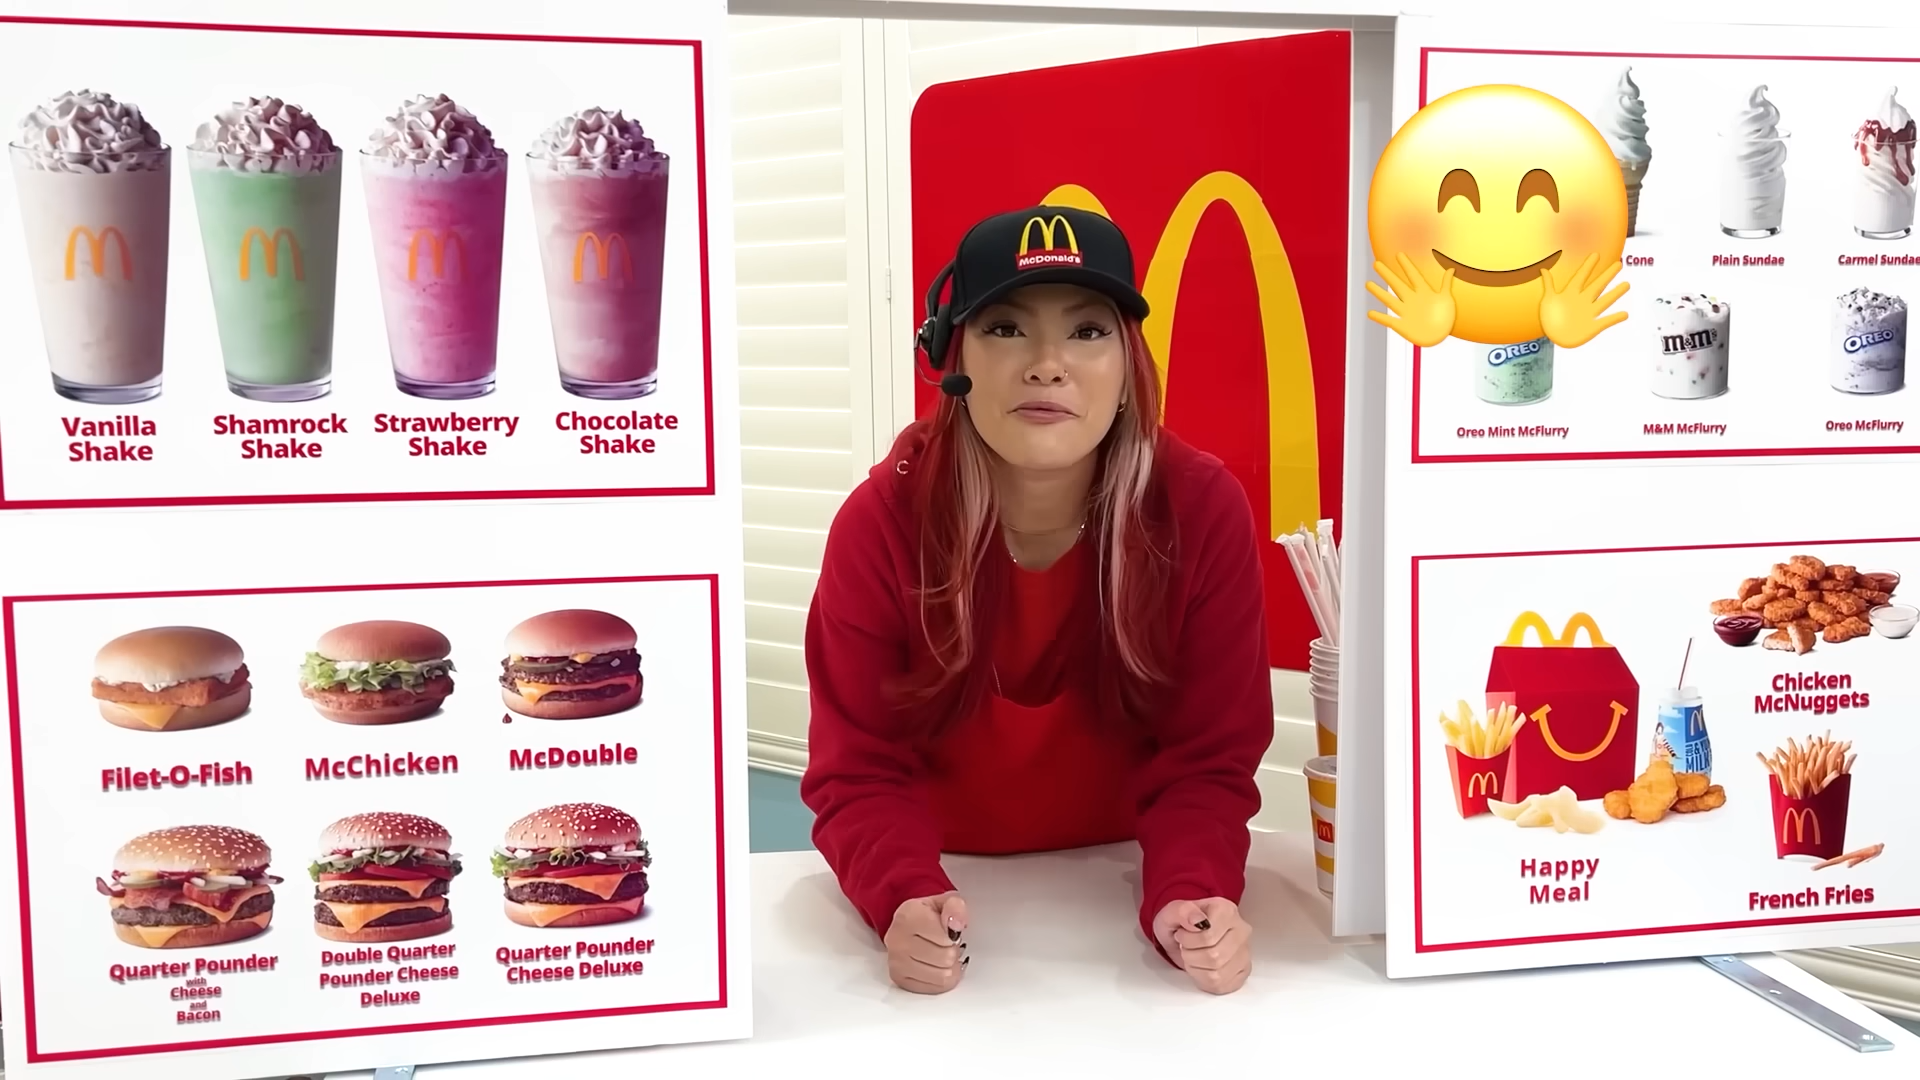 Vanilla
Shake
Shamrock
Shake
Strawberry
Shake
Chocolate
Shake
Filet-O-Fish
McChicken
McDouble
Quarter Pounder
with
Cheese
and
Bacon
Double Quarter
Pounder Cheese
Deluxe
Quarter Pounder
Cheese Deluxe
McDonald's
Cone
Plain Sundae
Carmel Sundae
OREO
m&m's
OREO
Oreo Mint McFlurry
M&M McFlurry
Oreo McFlurry
Chicken
McNuggets
MILK
Happy
Meal
French Fries